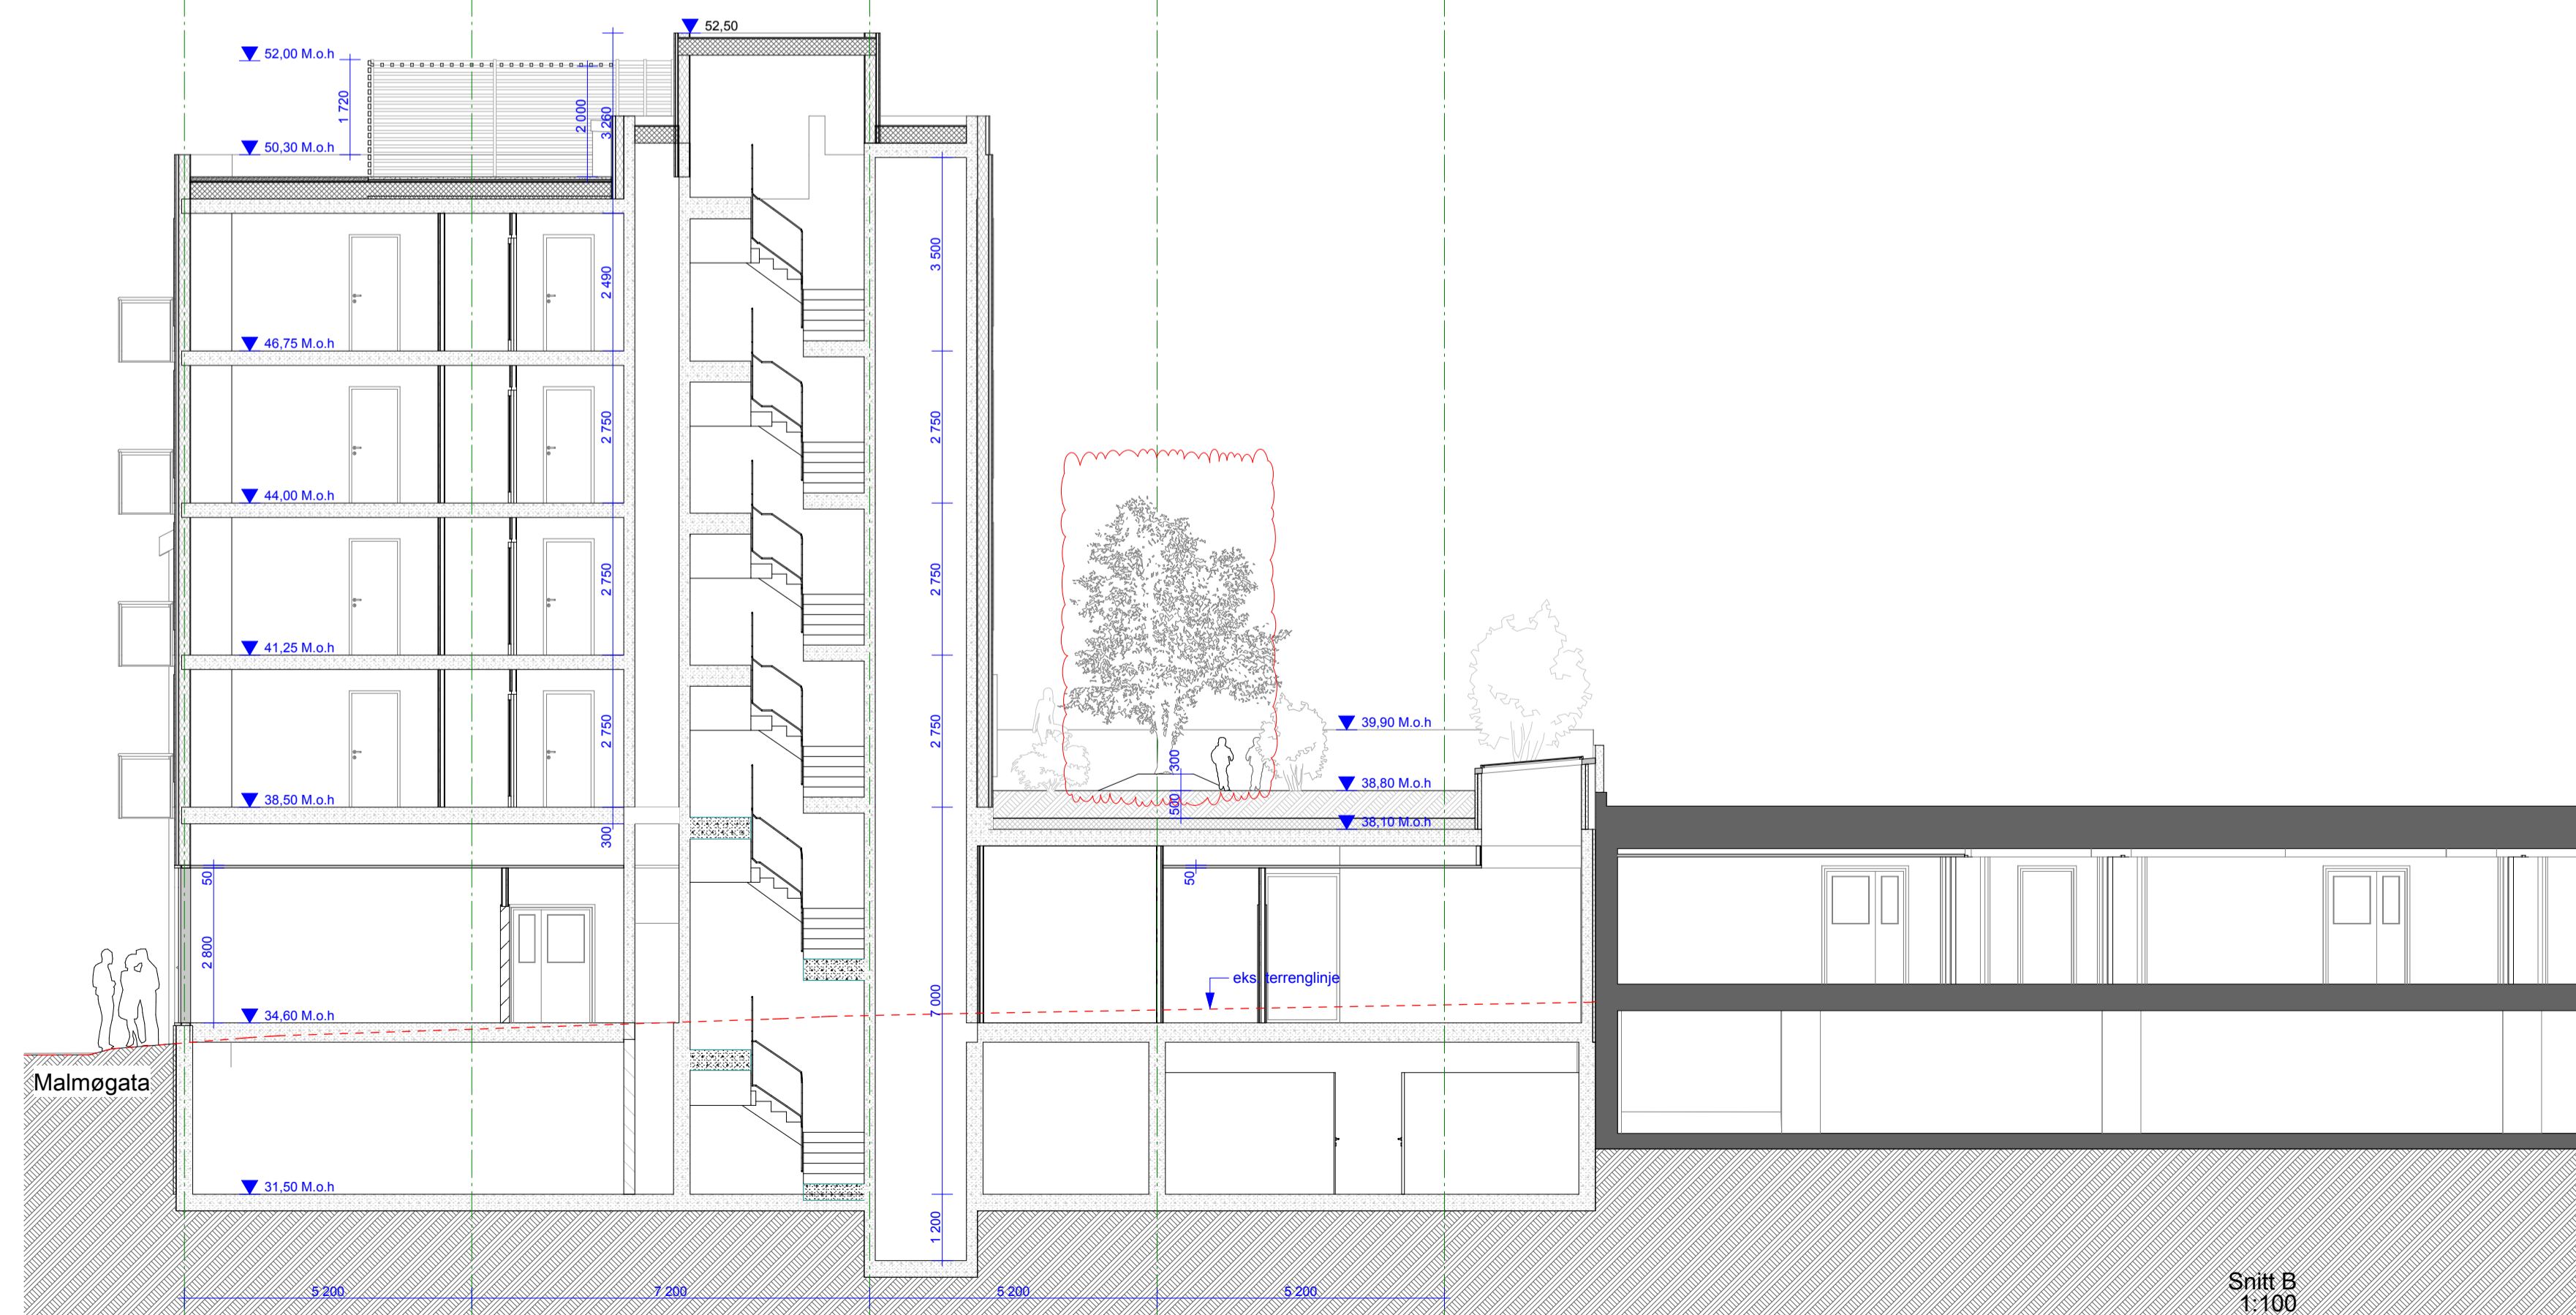 52,50
52,00 M.o.h
1 720
2 000
3 260
50,30 M.o.h
3 500
2 490
46,75 M.o.h
2 750
2 750
44,00 M.o.h
2 750
2 750
41,25 M.o.h
2 750
2 750
39,90 M.o.h
300
38,80 M.o.h
38,50 M.o.h
500
38,10 M.o.h
300
50
50
2 800
eks. terrenglinje
7 000
34,60 M.o.h
Malmøgata
31,50 M.o.h
1 200
5 200
7 200
5 200
5 200
Snitt B
1:100